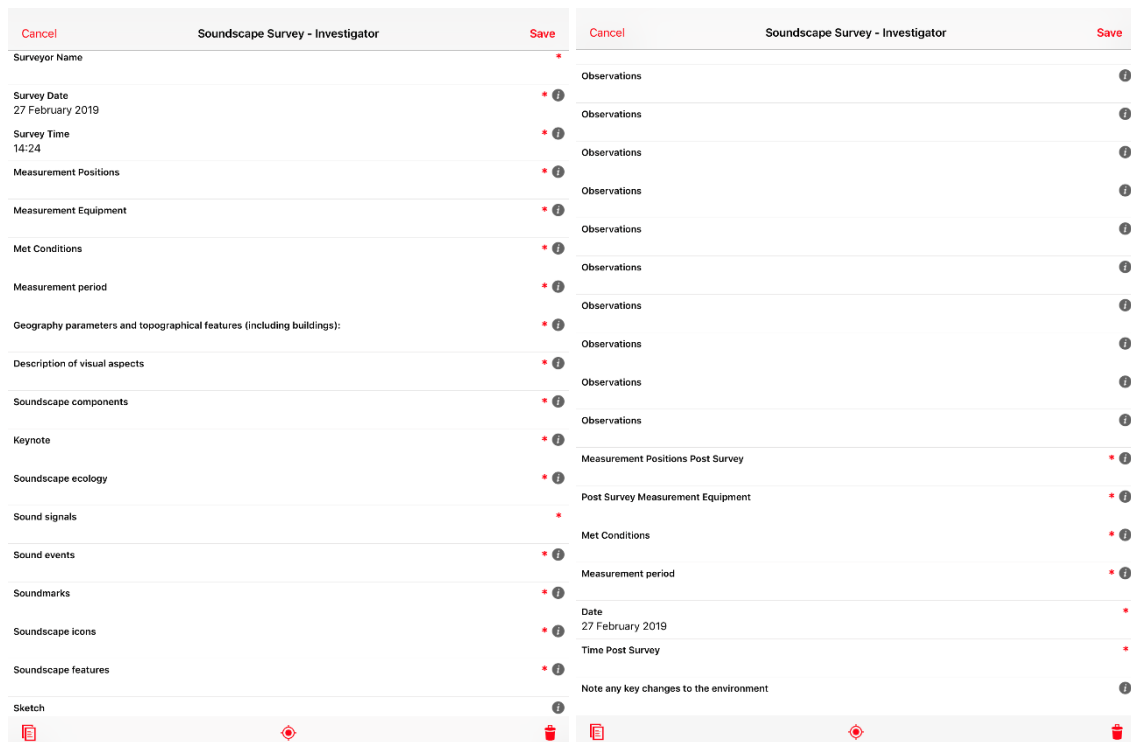 Cancel
Soundscape Survey - Investigator
Save
Surveyor Name *
Survey Date * i
27 February 2019
Survey Time * i
14:24
Measurement Positions * i
Measurement Equipment * i
Met Conditions * i
Measurement period * i
Geography parameters and topographical features (including buildings): * i
Description of visual aspects * i
Soundscape components * i
Keynote * i
Soundscape ecology * i
Sound signals *
Sound events * i
Soundmarks * i
Soundscape icons * i
Soundscape features * i
Sketch i
Cancel
Soundscape Survey - Investigator
Save
Observations i
Observations i
Observations i
Observations i
Observations i
Observations i
Observations i
Observations i
Observations i
Observations i
Measurement Positions Post Survey * i
Post Survey Measurement Equipment * i
Met Conditions * i
Measurement period * i
Date *
27 February 2019
Time Post Survey *
Note any key changes to the environment i